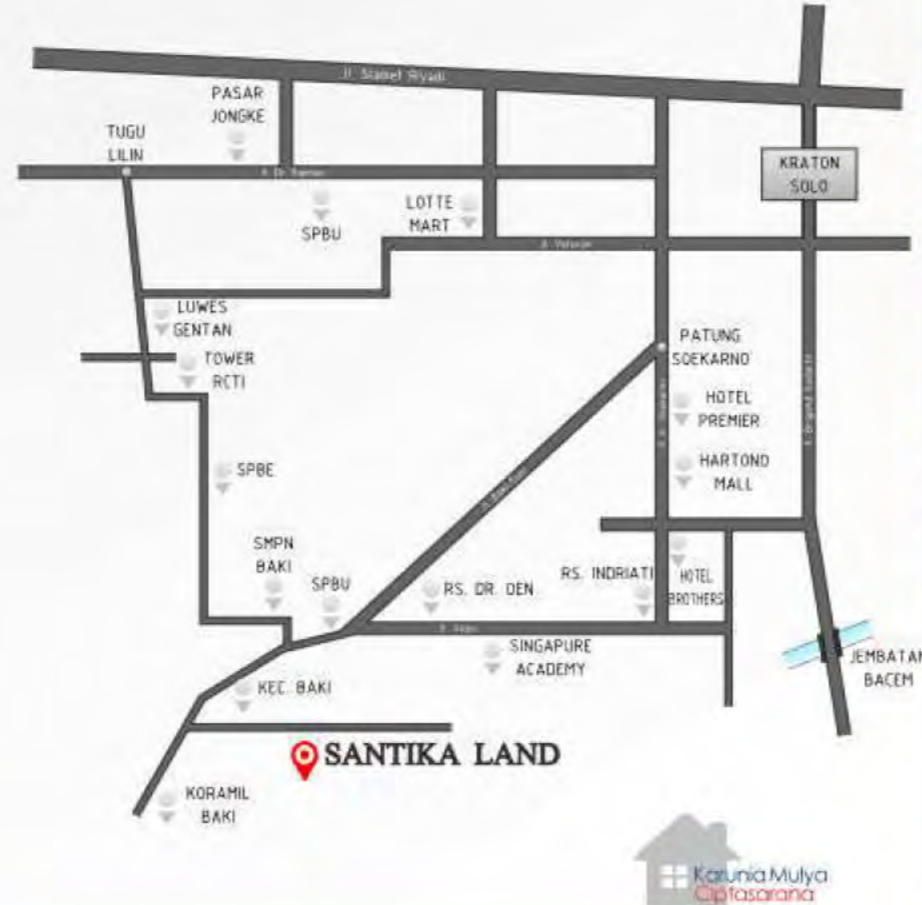 Jl. Slamet Riyadi
PASAR
JONGKE
TUGU
LILIN
KRATON
SOLO
LOTTE
MART
SPBU
Jl. Veteran
LUWES
GENTAN
TOWER
RCTI
PATUNG
SOEKARNO
HOTEL
PREMIER
HARTONO
MALL
SPBE
SMPN
BAKI
SPBU
RS. DR. OEN
RS. INDRIATI
HOTEL
BROTHERS
SINGAPURE
ACADEMY
JEMBATAN
BACEM
KEC. BAKI
SANTIKA LAND
KORAMIL
BAKI
Karunia Mulya
Ciptasarana